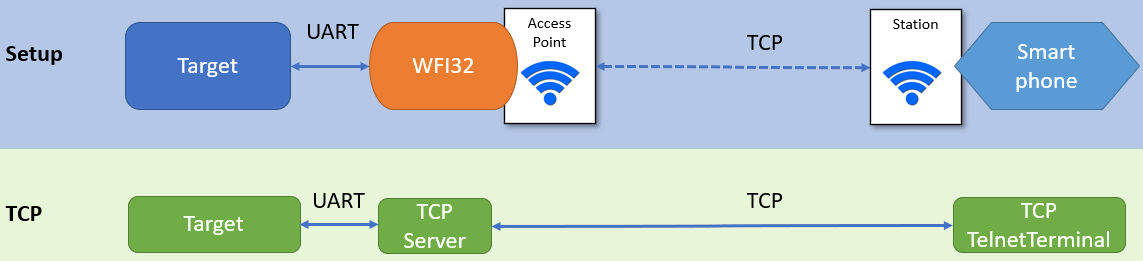 Setup
Target
UART
WFI32
Access
Point
TCP
Station
Smart
phone
TCP
Target
UART
TCP
Server
TCP
TCP
TelnetTerminal